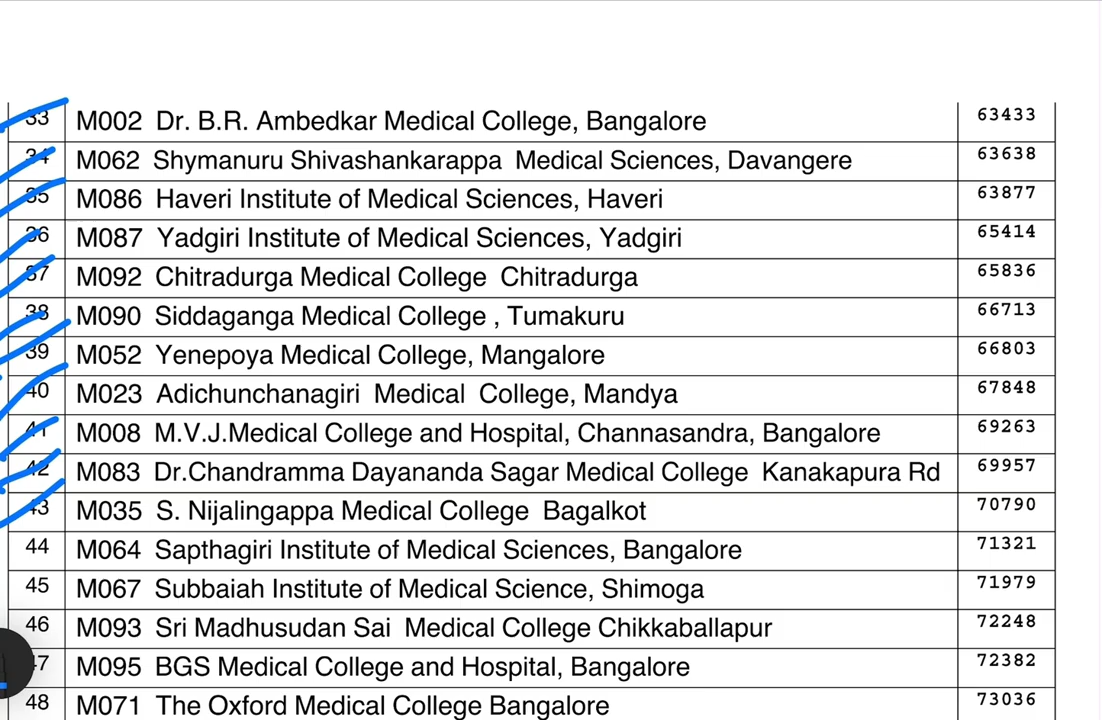 33 M002 Dr. B.R. Ambedkar Medical College, Bangalore 63433
34 M062 Shymanuru Shivashankarappa Medical Sciences, Davangere 63638
35 M086 Haveri Institute of Medical Sciences, Haveri 63877
36 M087 Yadgiri Institute of Medical Sciences, Yadgiri 65414
37 M092 Chitradurga Medical College Chitradurga 65836
38 M090 Siddaganga Medical College , Tumakuru 66713
39 M052 Yenepoya Medical College, Mangalore 66803
40 M023 Adichunchanagiri Medical College, Mandya 67848
41 M008 M.V.J.Medical College and Hospital, Channasandra, Bangalore 69263
42 M083 Dr.Chandramma Dayananda Sagar Medical College Kanakapura Rd 69957
43 M035 S. Nijalingappa Medical College Bagalkot 70790
44 M064 Sapthagiri Institute of Medical Sciences, Bangalore 71321
45 M067 Subbaiah Institute of Medical Science, Shimoga 71979
46 M093 Sri Madhusudan Sai Medical College Chikkaballapur 72248
47 M095 BGS Medical College and Hospital, Bangalore 72382
48 M071 The Oxford Medical College Bangalore 73036